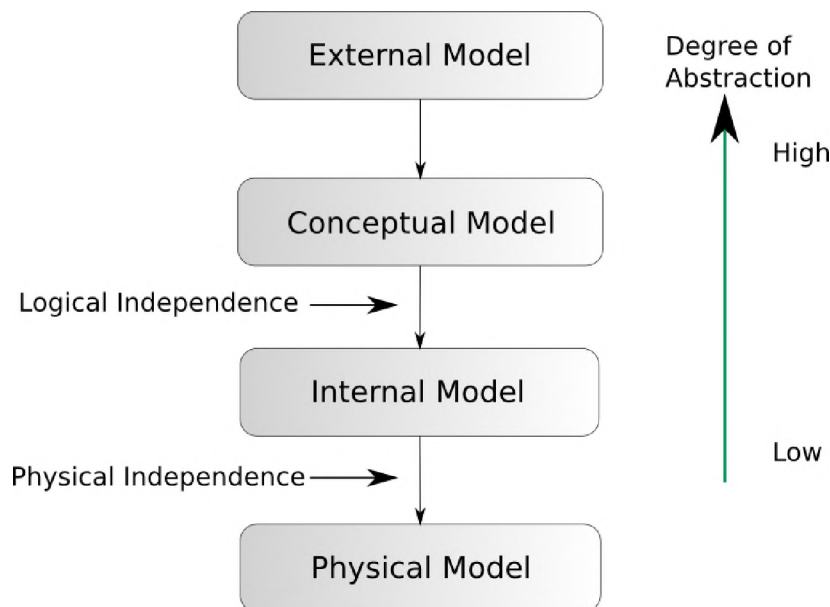 External Model
Degree of
Abstraction
High
Conceptual Model
Logical Independence
Internal Model
Low
Physical Independence
Physical Model